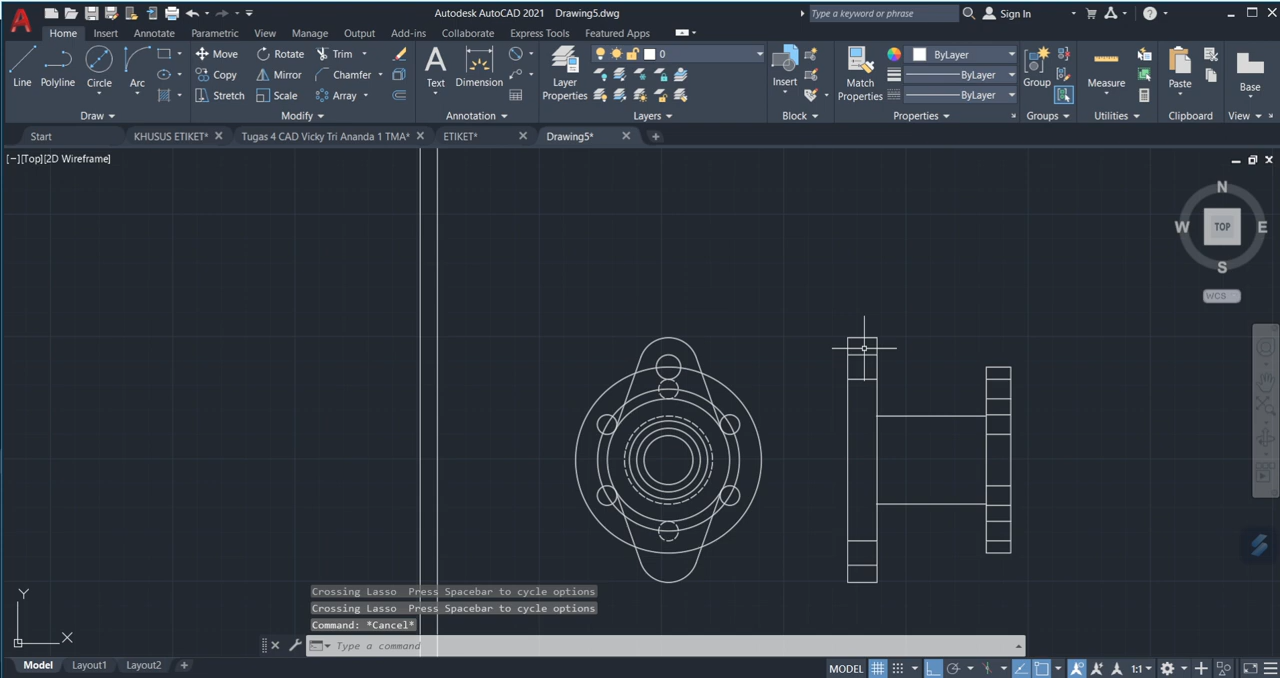 Autodesk AutoCAD 2021 Drawing5.dwg
Type a keyword or phrase
Sign In
Home Insert Annotate Parametric View Manage Output Add-ins Collaborate Express Tools Featured Apps
Line
Polyline
Circle
Arc
Move
Copy
Stretch
Rotate
Mirror
Scale
Trim
Chamfer
Array
Text
Dimension
Layer
Properties
0
Insert
Match
Properties
ByLayer
ByLayer
ByLayer
Group
Measure
Paste
Base
Draw Modify Annotation Layers Block Properties Groups Utilities Clipboard View
Start KHUSUS ETIKET* Tugas 4 CAD Vicky Tri Ananda 1 TMA* ETIKET* Drawing5*
[−][Top][2D Wireframe]
N
W TOP E
S
WCS
Crossing Lasso Press Spacebar to cycle options
Crossing Lasso Press Spacebar to cycle options
Command: *Cancel*
Y
X
Type a command
Model Layout1 Layout2
MODEL 1:1